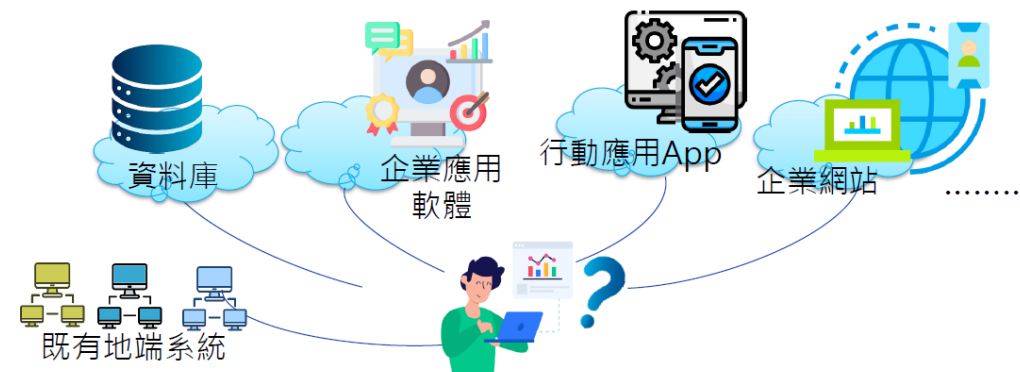 資料庫
企業應用
軟體
行動應用App
企業網站
........
既有地端系統
?